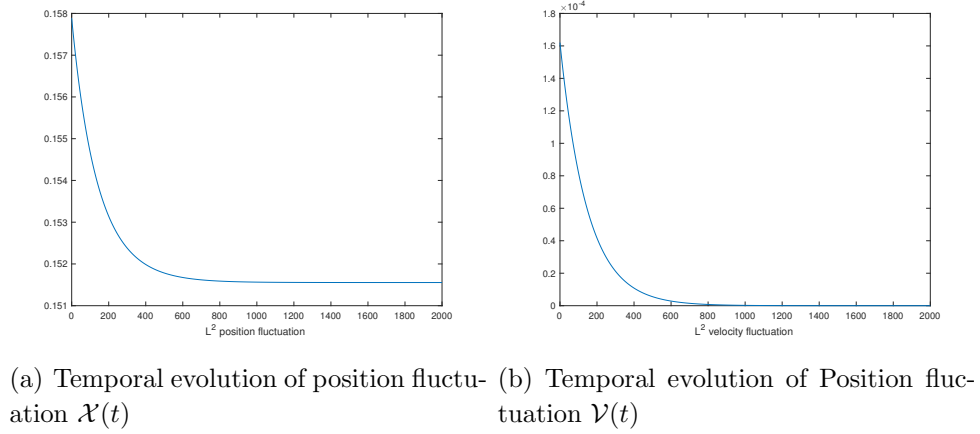 0.158
0.157
0.156
0.155
0.154
0.153
0.152
0.151
0 200 400 600 800 1000 1200 1400 1600 1800 2000
L² position fluctuation
×10⁻⁴
1.8
1.6
1.4
1.2
1
0.8
0.6
0.4
0.2
0
0 200 400 600 800 1000 1200 1400 1600 1800 2000
L² velocity fluctuation
(a) Temporal evolution of position fluctu-
ation 𝒳(t)
(b) Temporal evolution of Position fluc-
tuation 𝒱(t)